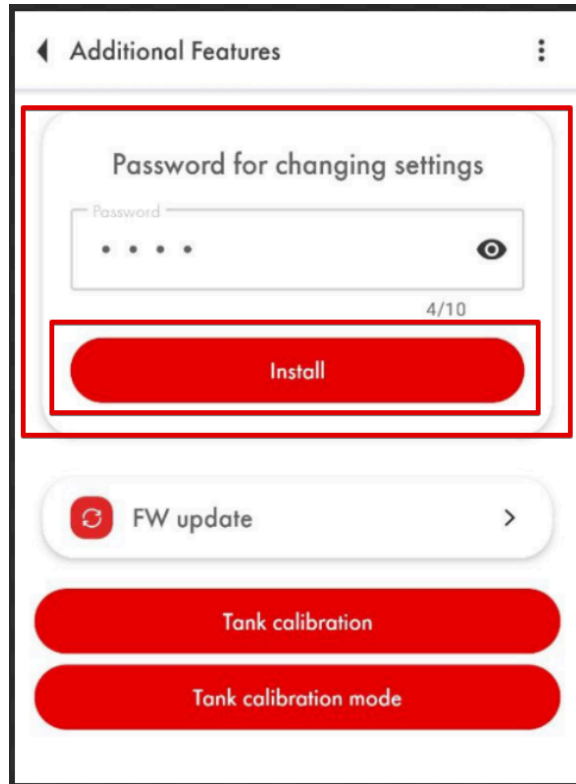 Additional Features
Password for changing settings
Password
4/10
Install
FW update
Tank calibration
Tank calibration mode